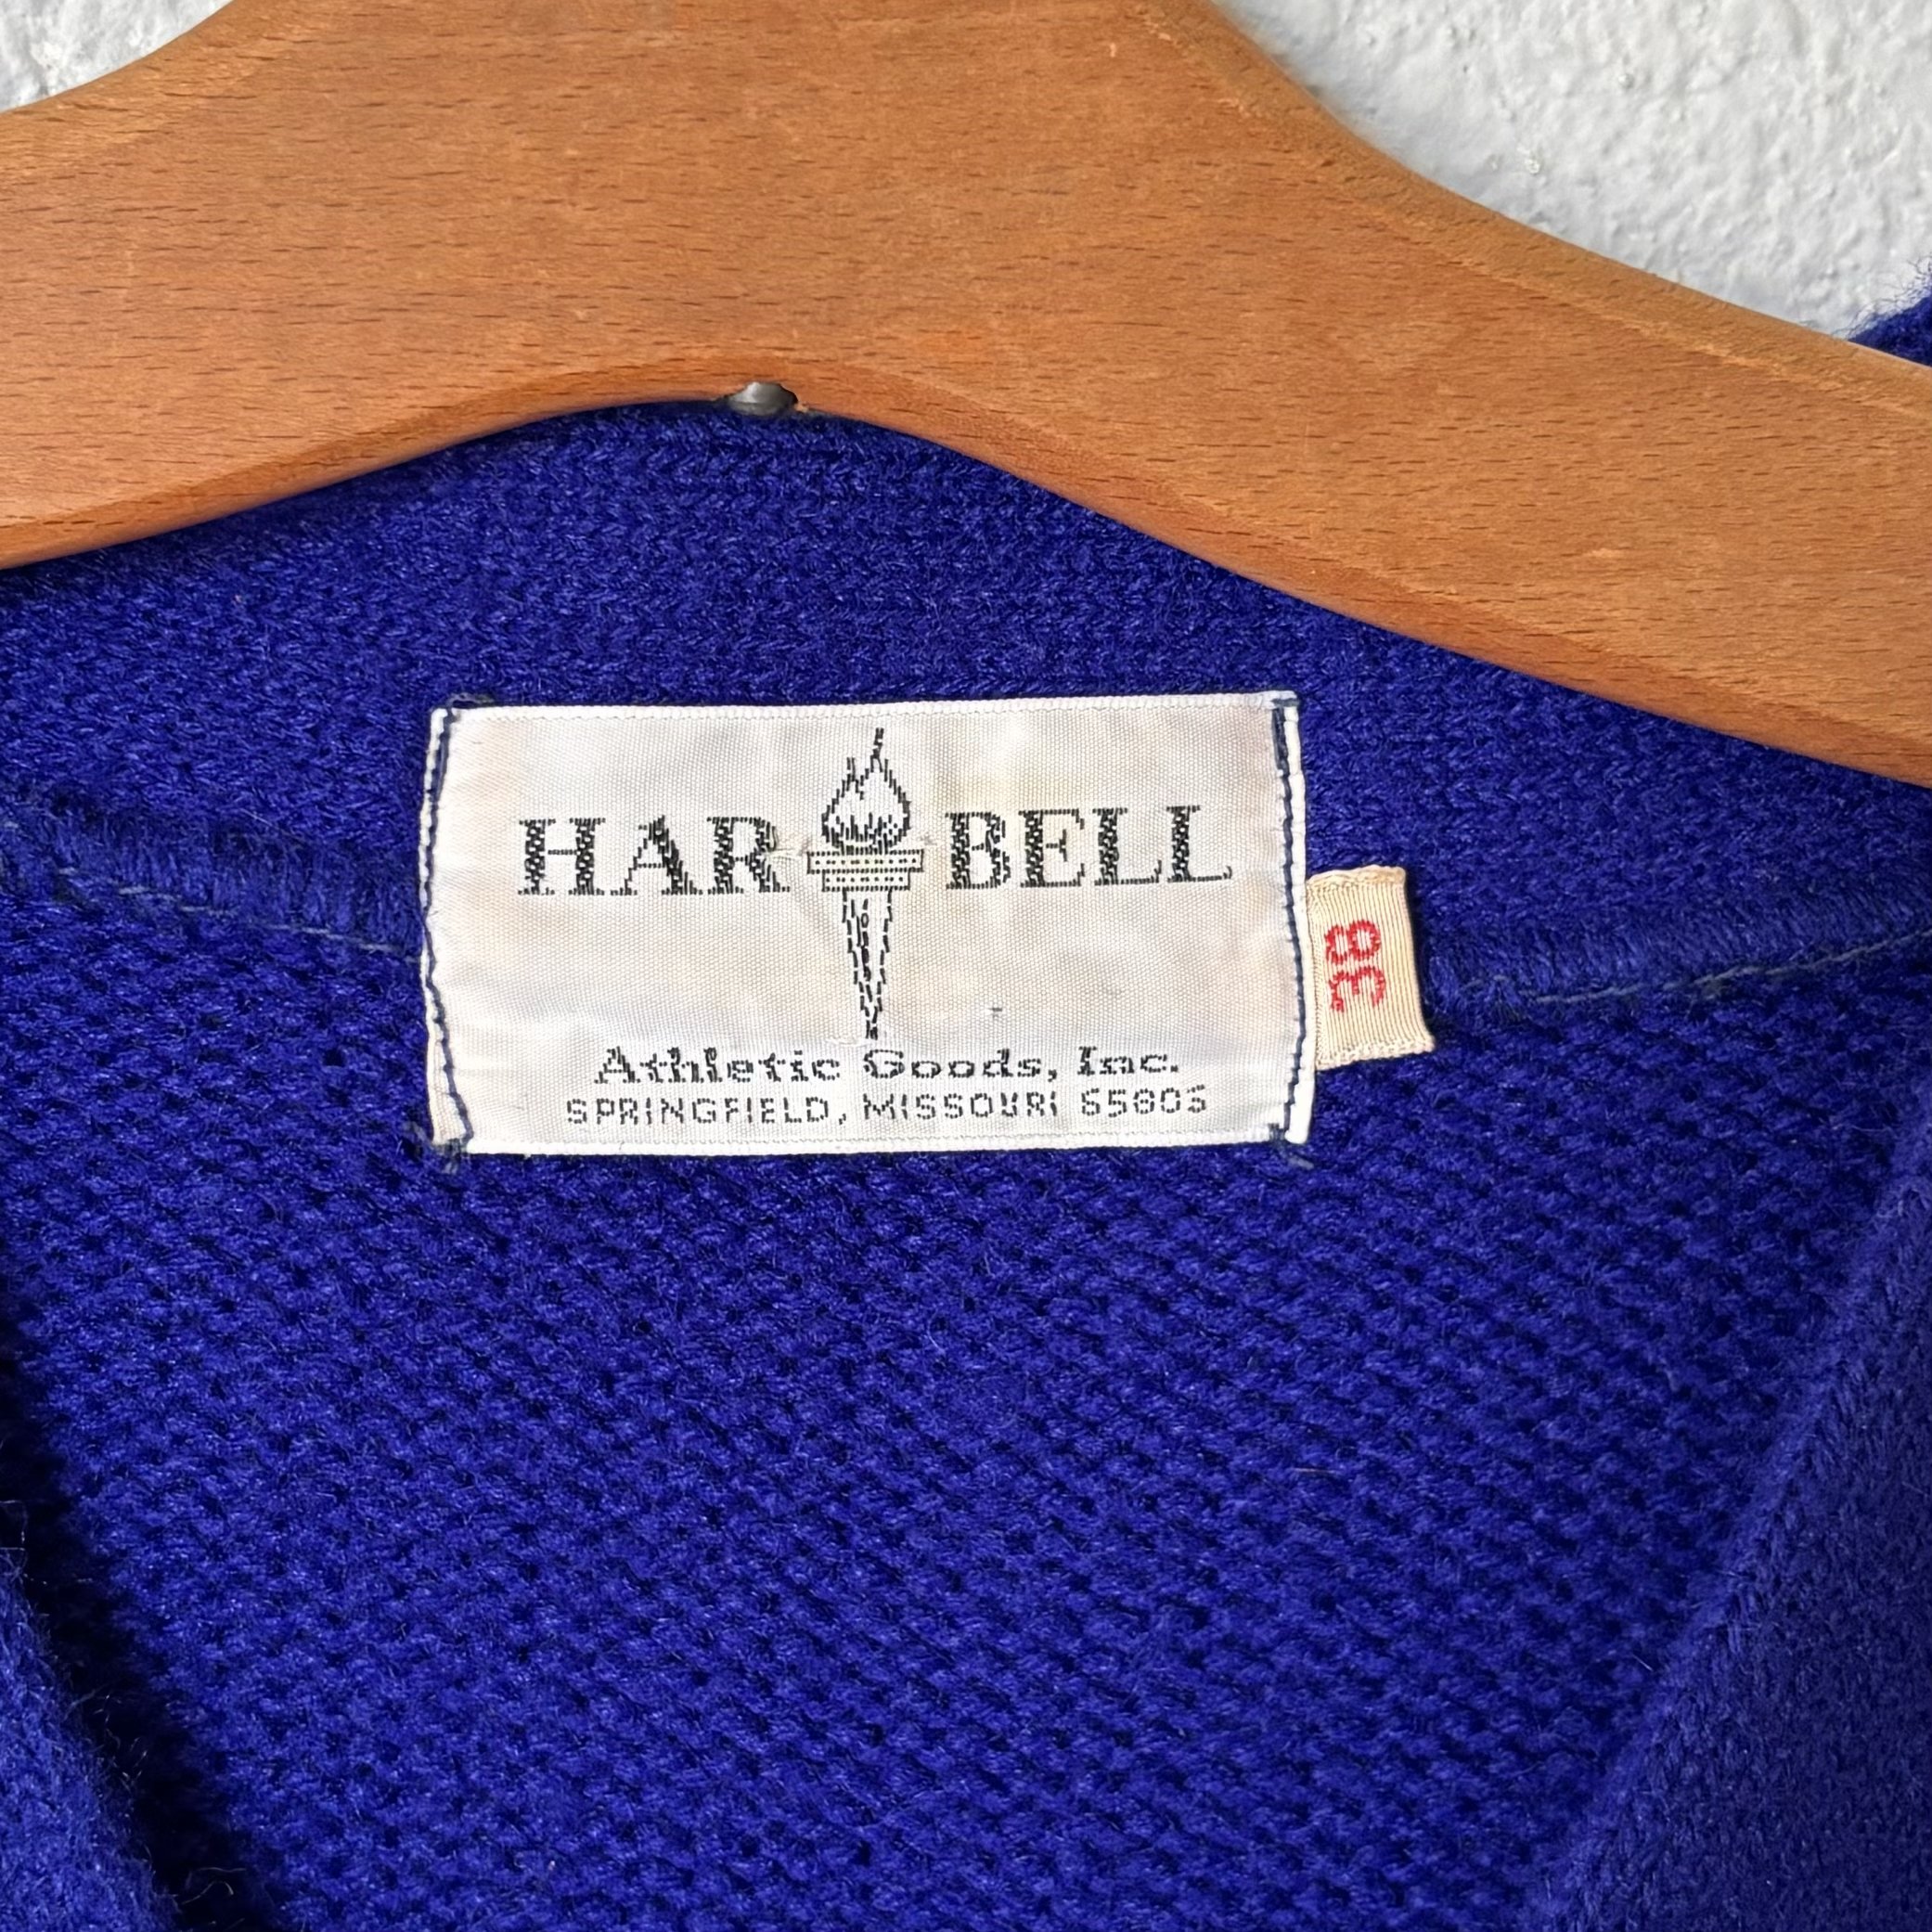 HAR BELL
38
Athletic Goods, Inc.
SPRINGFIELD, MISSOURI 65805